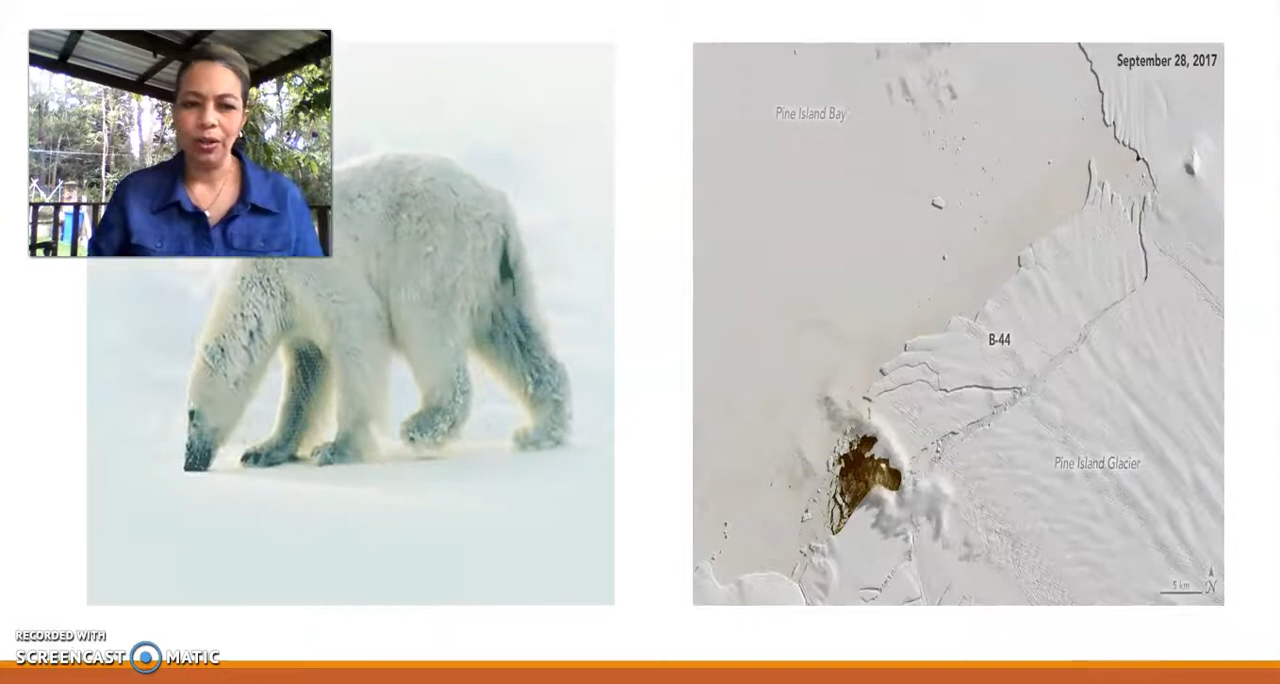 September 28, 2017
Pine Island Bay
B-44
Pine Island Glacier
5 km
N
RECORDED WITH
SCREENCAST MATIC